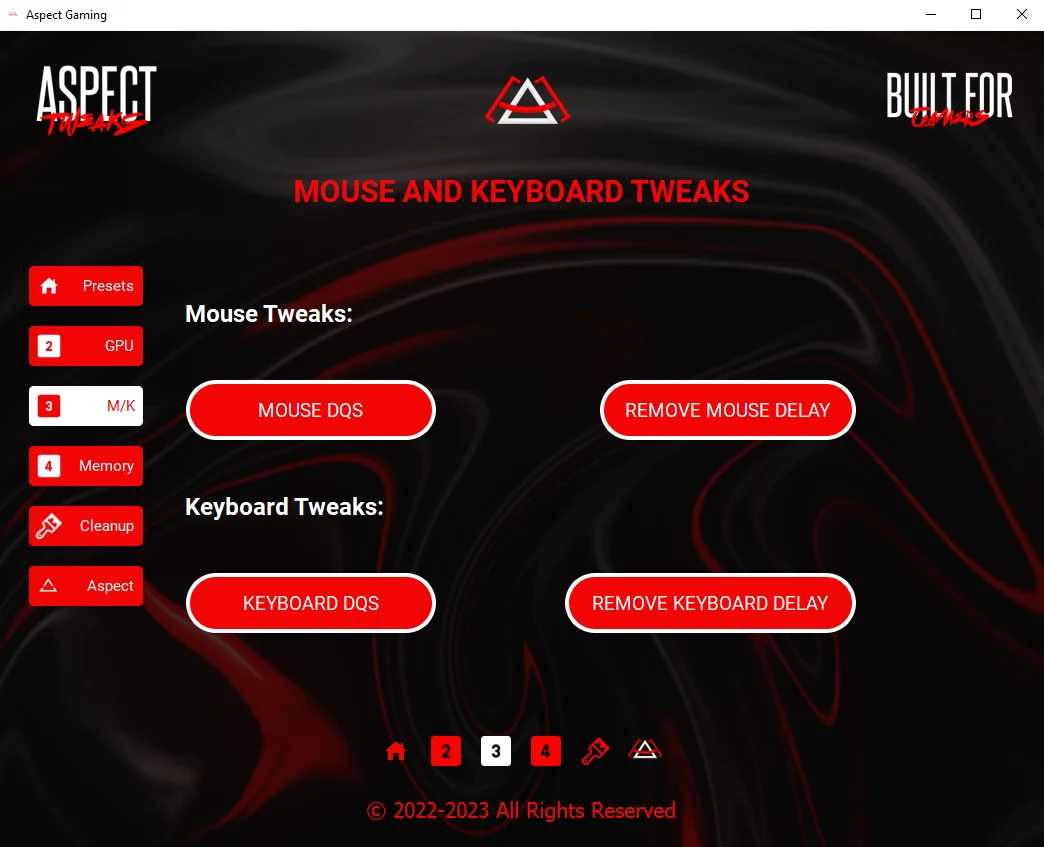 Aspect Gaming
ASPECT
TWEAKS
BUILT FOR
GAMERS
MOUSE AND KEYBOARD TWEAKS
Presets
2 GPU
3 M/K
4 Memory
Cleanup
Aspect
Mouse Tweaks:
MOUSE DQS
REMOVE MOUSE DELAY
Keyboard Tweaks:
KEYBOARD DQS
REMOVE KEYBOARD DELAY
2 3 4
© 2022-2023 All Rights Reserved